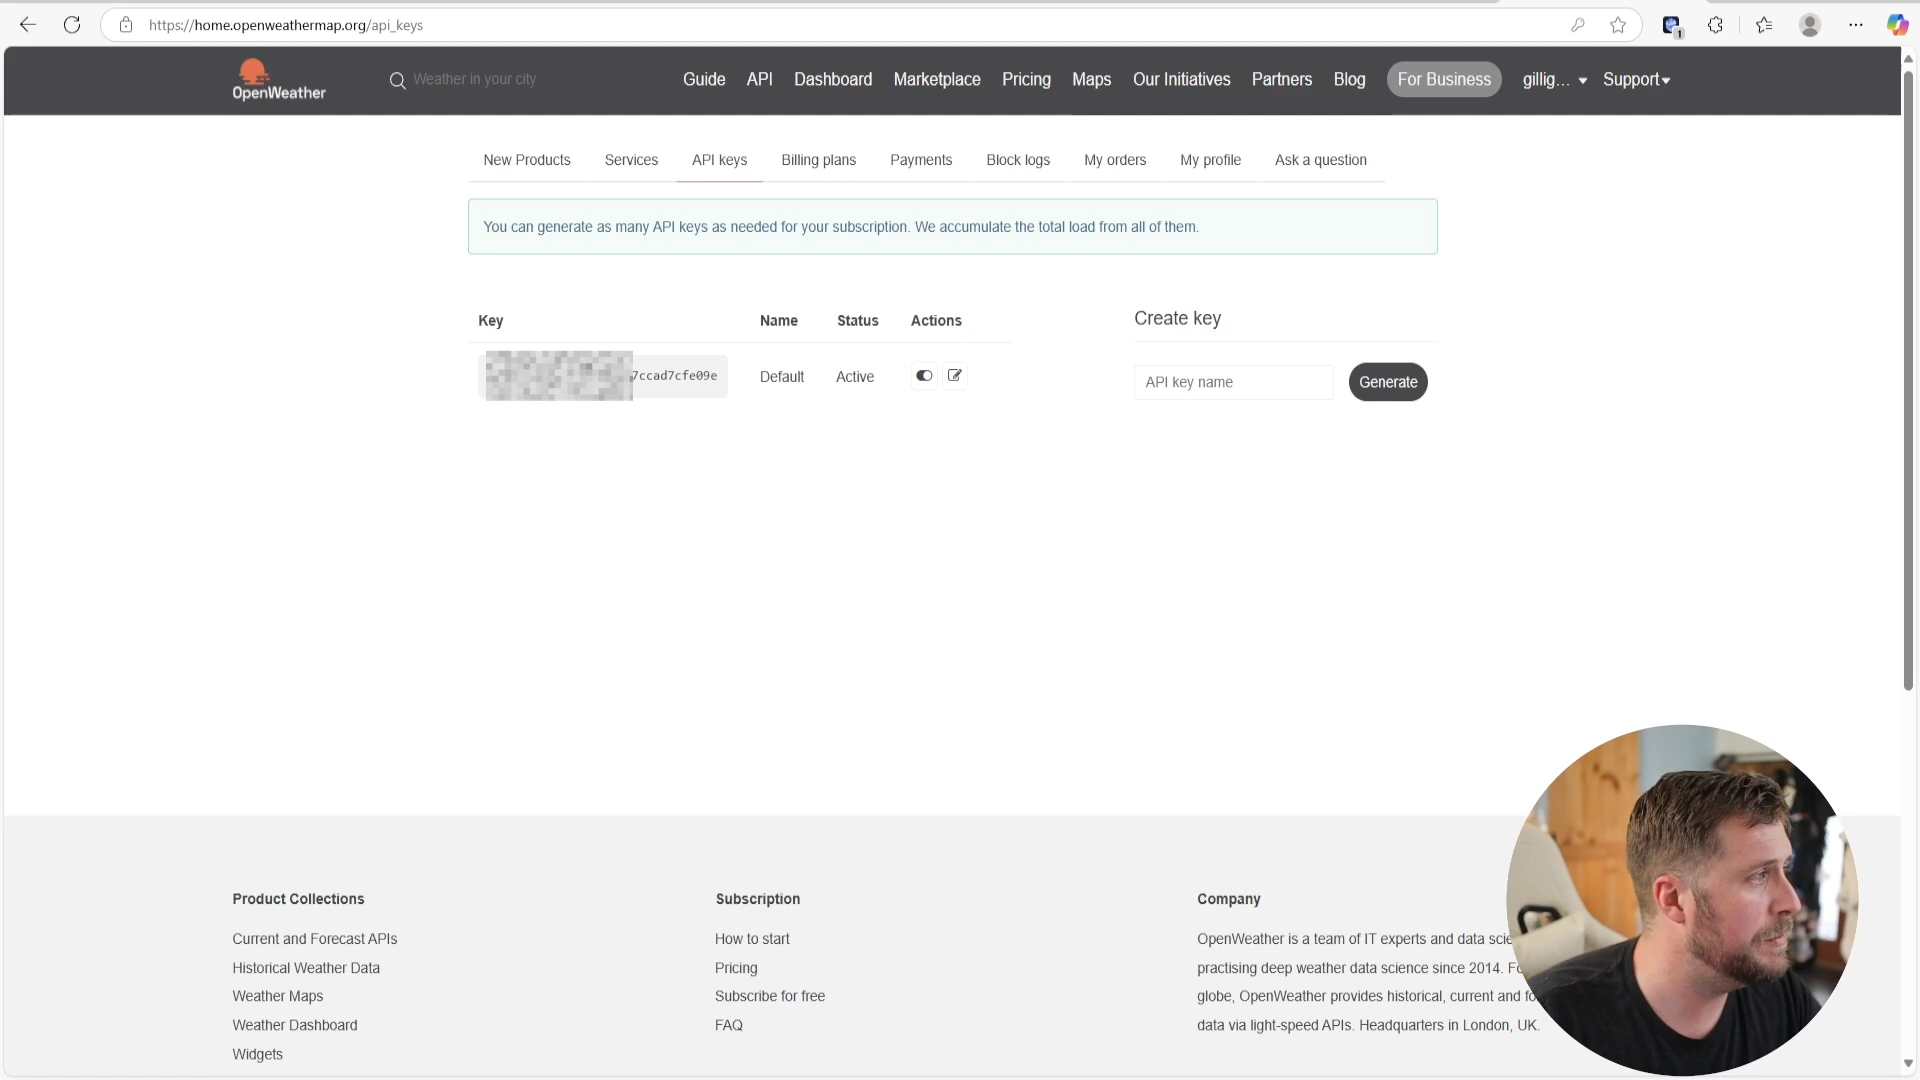 https://home.openweathermap.org/api_keys
1
OpenWeather
Weather in your city
Guide API Dashboard Marketplace Pricing Maps Our Initiatives Partners Blog For Business gillig... Support
New Products Services API keys Billing plans Payments Block logs My orders My profile Ask a question
You can generate as many API keys as needed for your subscription. We accumulate the total load from all of them.
Key Name Status Actions
7ccad7cfe09e Default Active
Create key
API key name Generate
Product Collections
Current and Forecast APIs
Historical Weather Data
Weather Maps
Weather Dashboard
Widgets
Subscription
How to start
Pricing
Subscribe for free
FAQ
Company
OpenWeather is a team of IT experts and data
practising deep weather data science since 2014.
globe, OpenWeather provides historical, current and
data via light-speed APIs. Headquarters in London, UK.